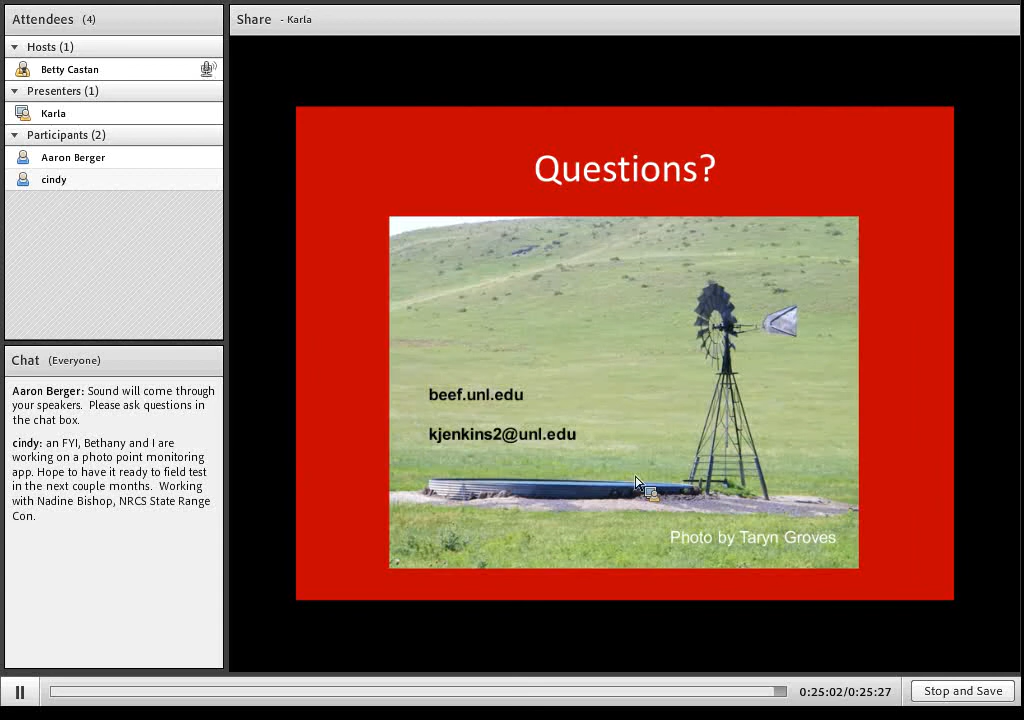 Attendees (4)
Hosts (1)
Betty Castan
Presenters (1)
Karla
Participants (2)
Aaron Berger
cindy
Chat (Everyone)
Aaron Berger: Sound will come through
your speakers. Please ask questions in
the chat box.
cindy: an FYI, Bethany and I are
working on a photo point monitoring
app. Hope to have it ready to field test
in the next couple months. Working
with Nadine Bishop, NRCS State Range
Con.
Share - Karla
Questions?
beef.unl.edu
kjenkins2@unl.edu
Photo by Taryn Groves
0:25:02/0:25:27
Stop and Save